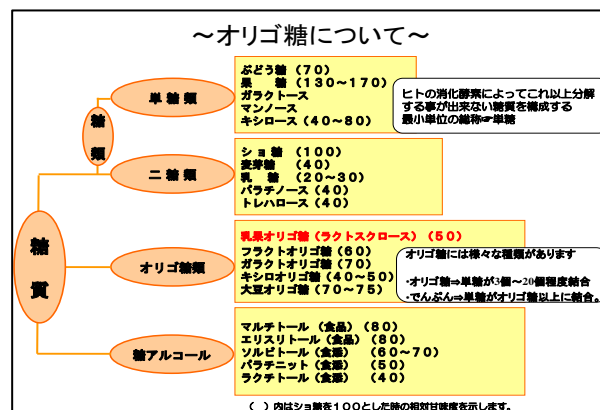 ～オリゴ糖について～
糖質
糖類
単糖類
ぶどう糖（70）
果　糖（130～170）
ガラクトース
マンノース
キシロース（40～80）
ヒトの消化酵素によってこれ以上分解
する事が出来ない糖質を構成する
最小単位の総称☞単糖
二糖類
ショ糖（100）
麦芽糖（40）
乳　糖（20～30）
パラチノース（40）
トレハロース（40）
オリゴ糖類
乳果オリゴ糖（ラクトスクロース）（50）
フラクトオリゴ糖（60）
ガラクトオリゴ糖（70）
キシロオリゴ糖（40～50）
大豆オリゴ糖（70～75）
オリゴ糖には様々な種類があります
・オリゴ糖⇒単糖が3個～20個程度結合
・でんぷん⇒単糖がオリゴ糖以上に結合。
糖アルコール
マルチトール（食品）（80）
エリスリトール（食品）（80）
ソルビトール（食添）（60～70）
パラチニット（食添）（50）
ラクチトール（食添）（40）
（　）内はショ糖を１００とした時の相対甘味度を示します。